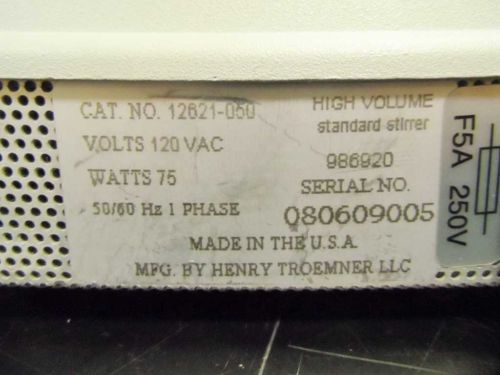 CAT. NO. 12621-050
VOLTS 120 VAC
WATTS 75
50/60 Hz 1 PHASE
HIGH VOLUME
standard stirrer
986920
SERIAL NO.
080609005
MADE IN THE U.S.A.
MFG. BY HENRY TROEMNER LLC
F5A 250V